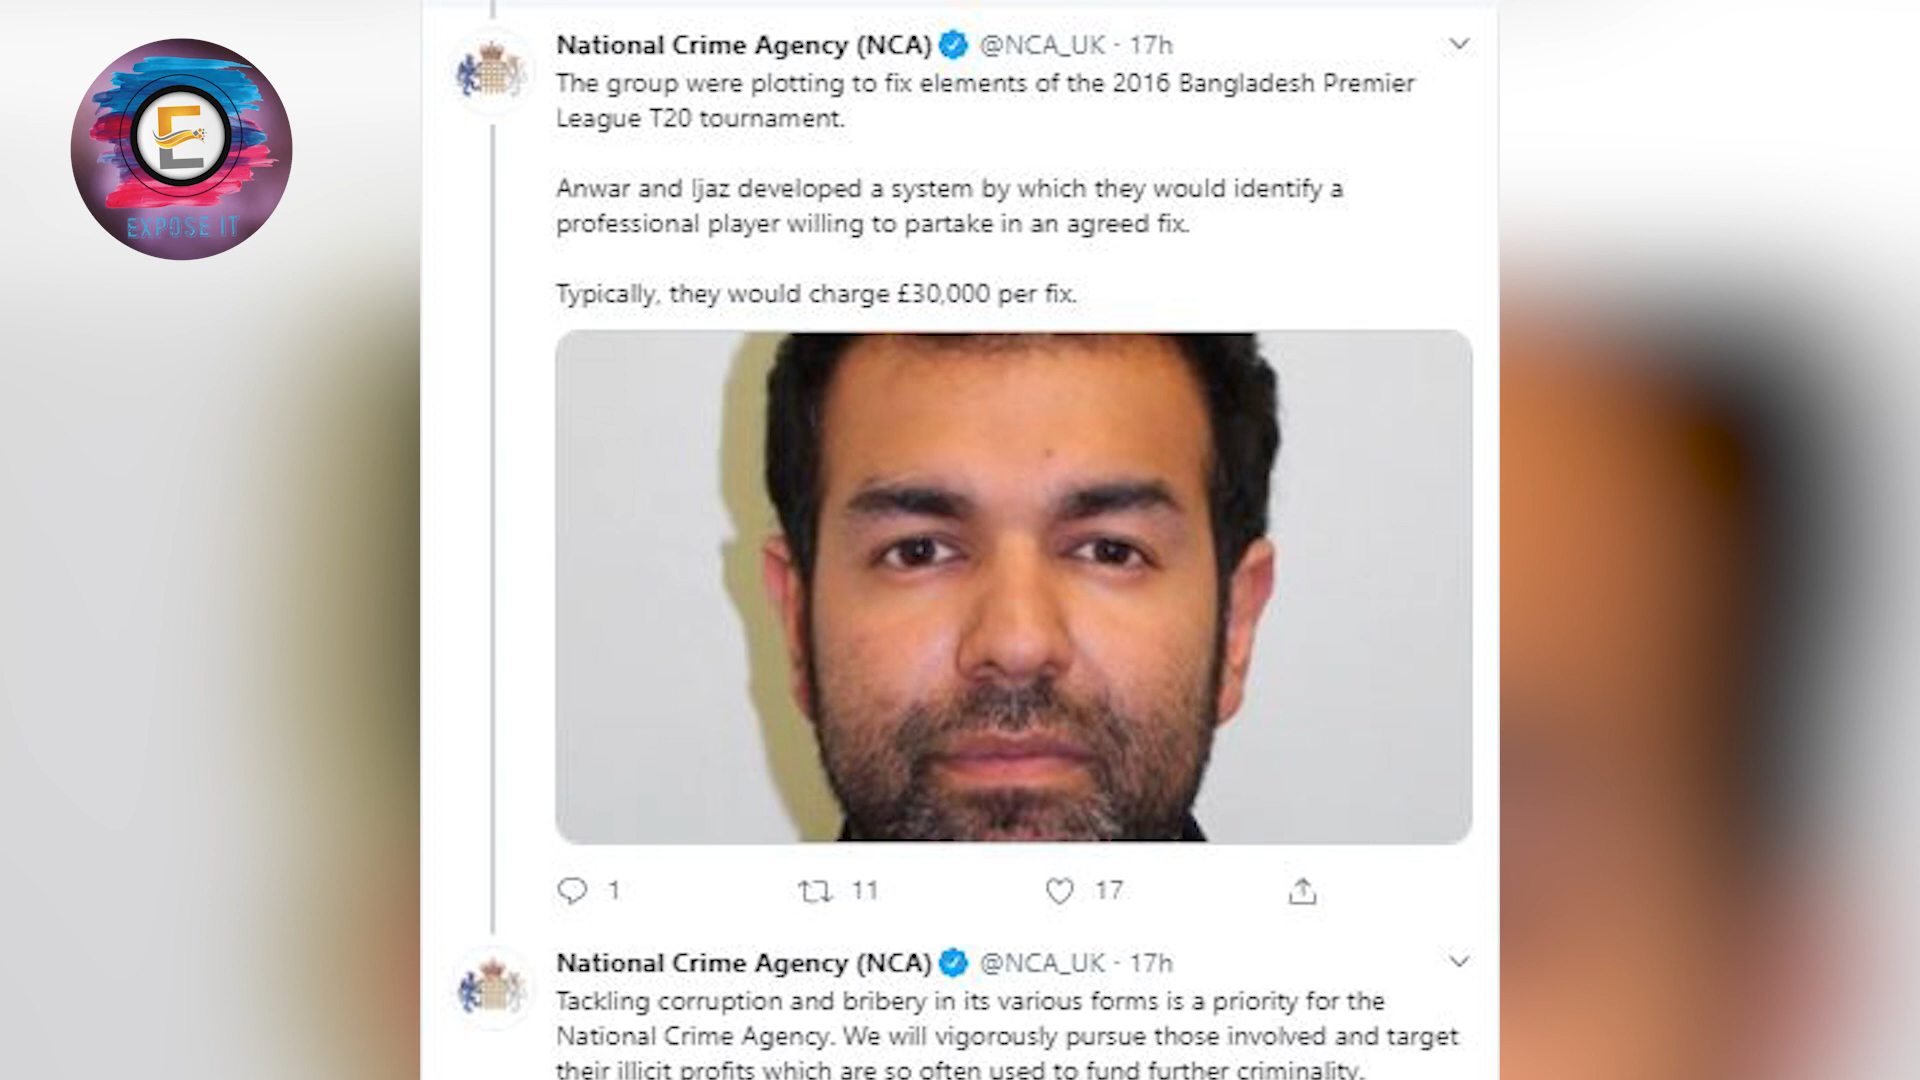 E
EXPOSE IT
National Crime Agency (NCA) @NCA_UK · 17h
The group were plotting to fix elements of the 2016 Bangladesh Premier
League T20 tournament.
Anwar and Ijaz developed a system by which they would identify a
professional player willing to partake in an agreed fix.
Typically, they would charge £30,000 per fix.
1 11 17
National Crime Agency (NCA) @NCA_UK · 17h
Tackling corruption and bribery in its various forms is a priority for the
National Crime Agency. We will vigorously pursue those involved and target
their illicit profits which are so often used to fund further criminality.